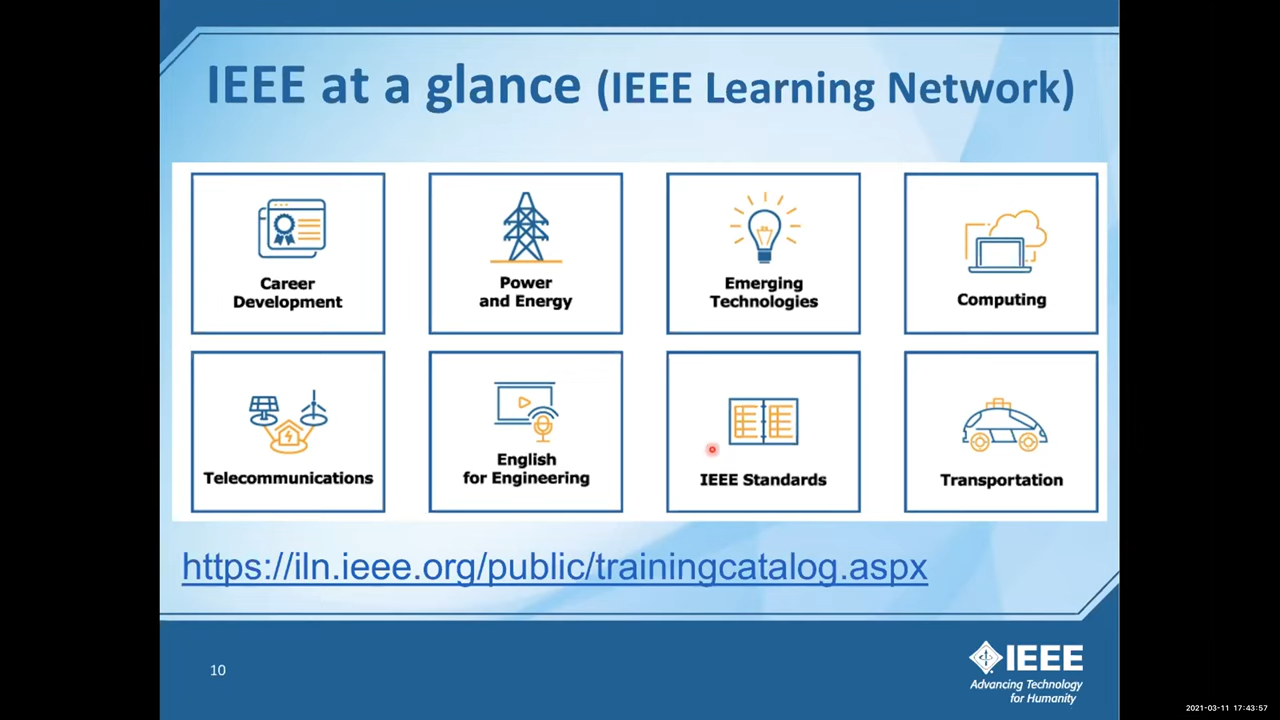 IEEE at a glance (IEEE Learning Network)
Career
Development
Power
and Energy
Emerging
Technologies
Computing
Telecommunications
English
for Engineering
IEEE Standards
Transportation
https://iln.ieee.org/public/trainingcatalog.aspx
10
IEEE
Advancing Technology
for Humanity
2021-03-11 17:43:57